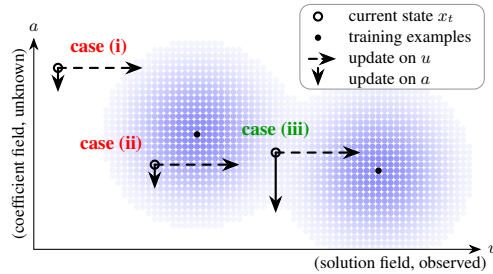 current state x_t
training examples
update on u
update on a
a
case (i)
case (ii)
case (iii)
(coefficient field, unknown)
(solution field, observed)